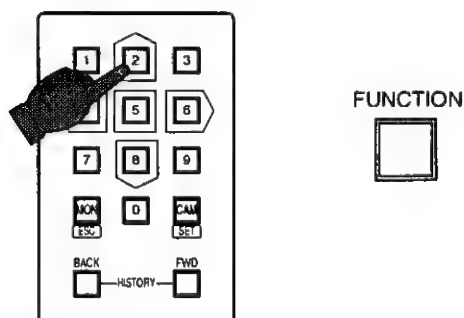 1 2 3
FUNCTION
5 6
7 8 9
MON 0 CAM
ESC SET
BACK FWD
HISTORY